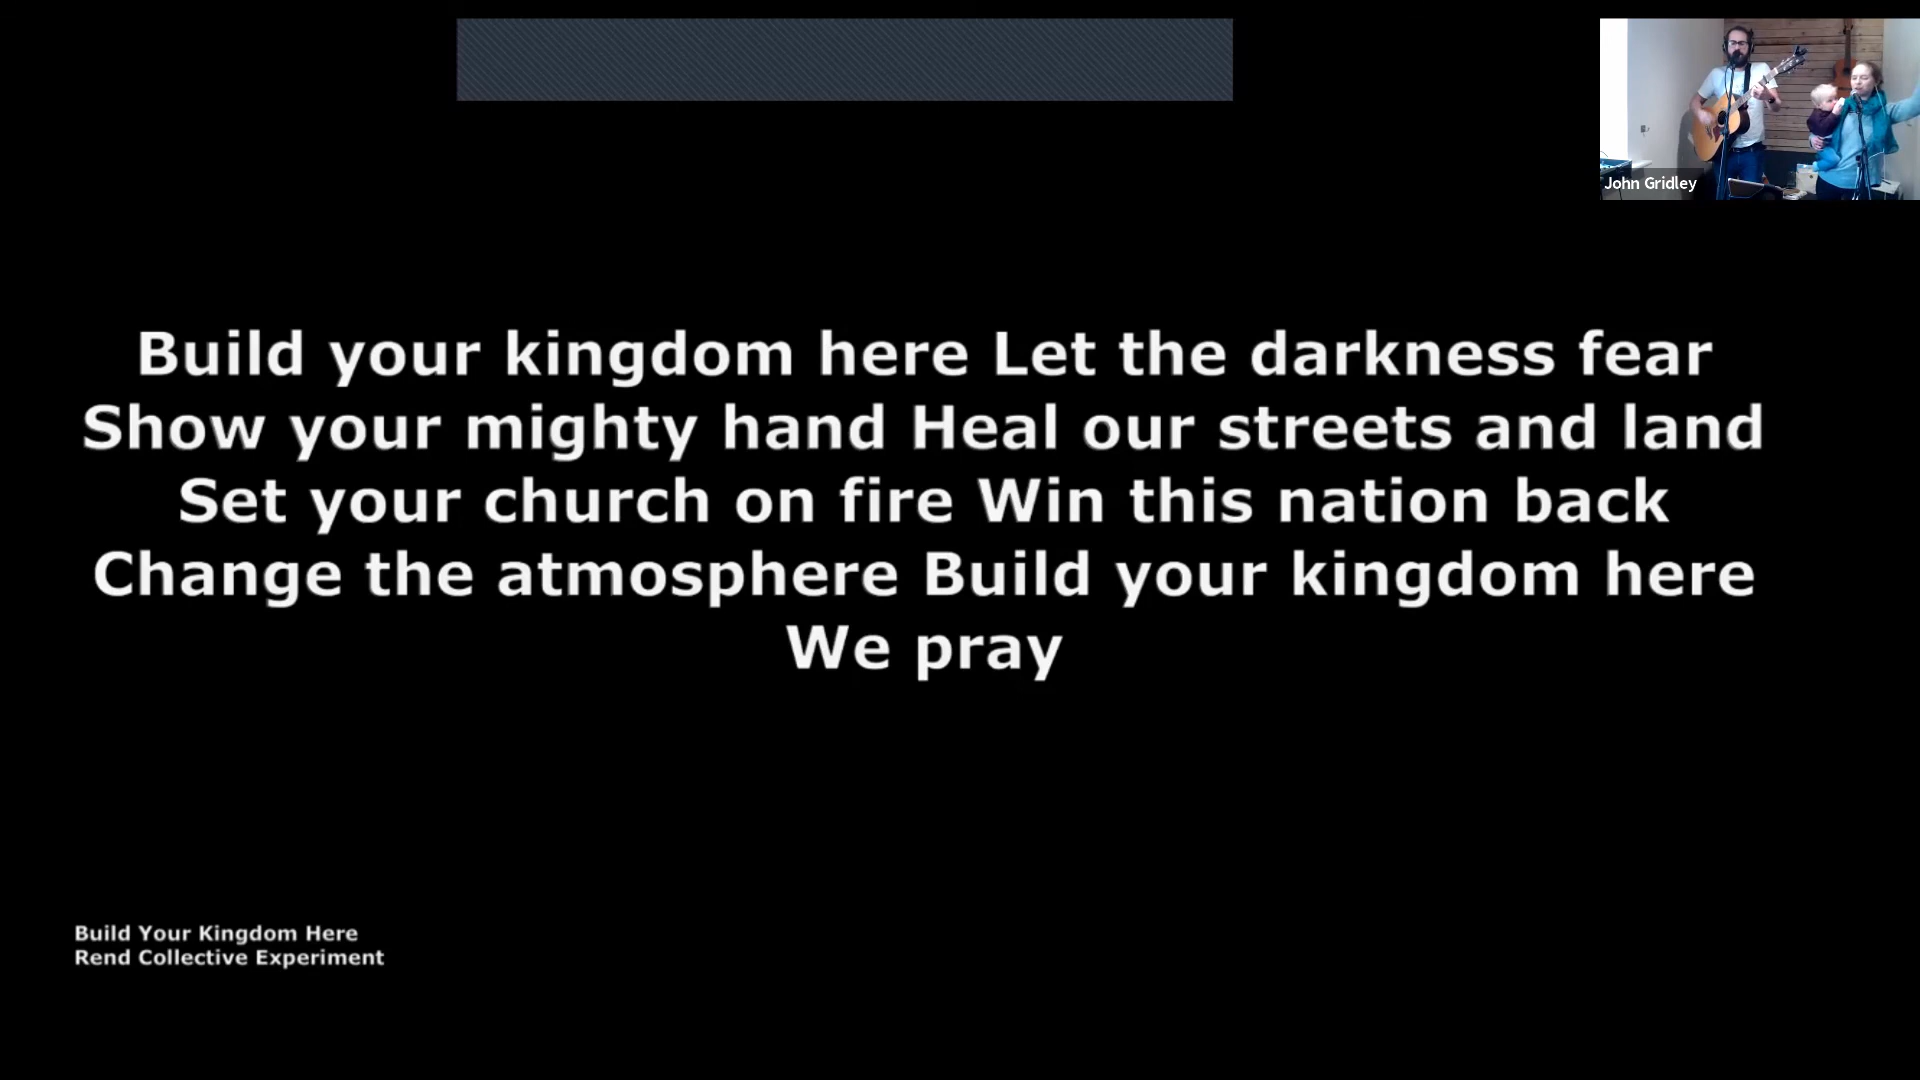 John Gridley
Build your kingdom here Let the darkness fear
Show your mighty hand Heal our streets and land
Set your church on fire Win this nation back
Change the atmosphere Build your kingdom here
We pray
Build Your Kingdom Here
Rend Collective Experiment